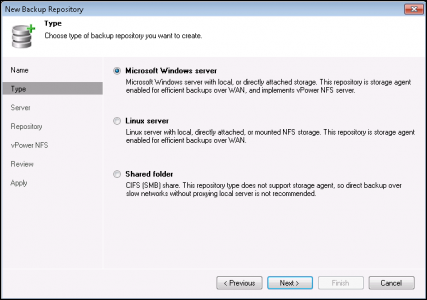 New Backup Repository
Type
Choose type of backup repository you want to create.
Name
Type
Server
Repository
vPower NFS
Review
Apply
Microsoft Windows server
Microsoft Windows server with local, or directly attached storage. This repository is storage agent
enabled for efficient backups over WAN, and implements vPower NFS server.
Linux server
Linux server with local, directly attached, or mounted NFS storage. This repository is storage agent
enabled for efficient backups over WAN.
Shared folder
CIFS (SMB) share. This repository type does not support storage agent, so direct backup over
slow networks without proxying local server is not recommended.
< Previous
Next >
Finish
Cancel